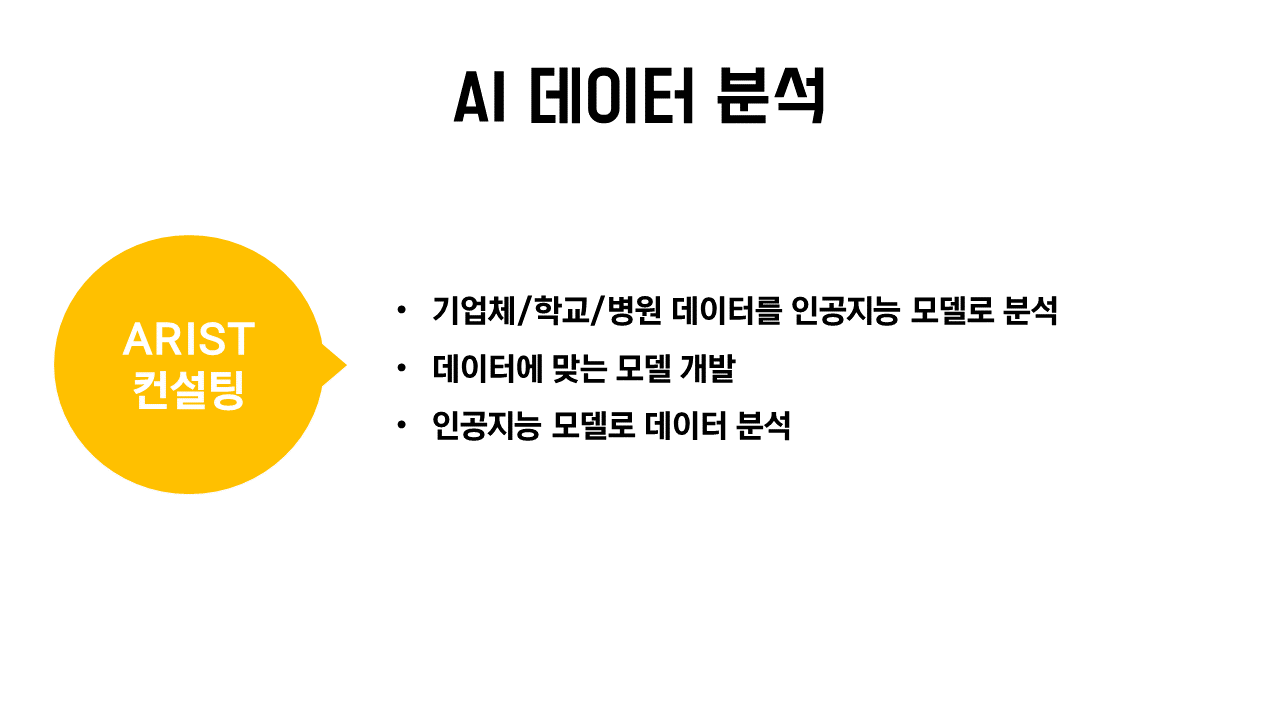 AI 데이터 분석
ARIST
컨설팅
• 기업체/학교/병원 데이터를 인공지능 모델로 분석
• 데이터에 맞는 모델 개발
• 인공지능 모델로 데이터 분석